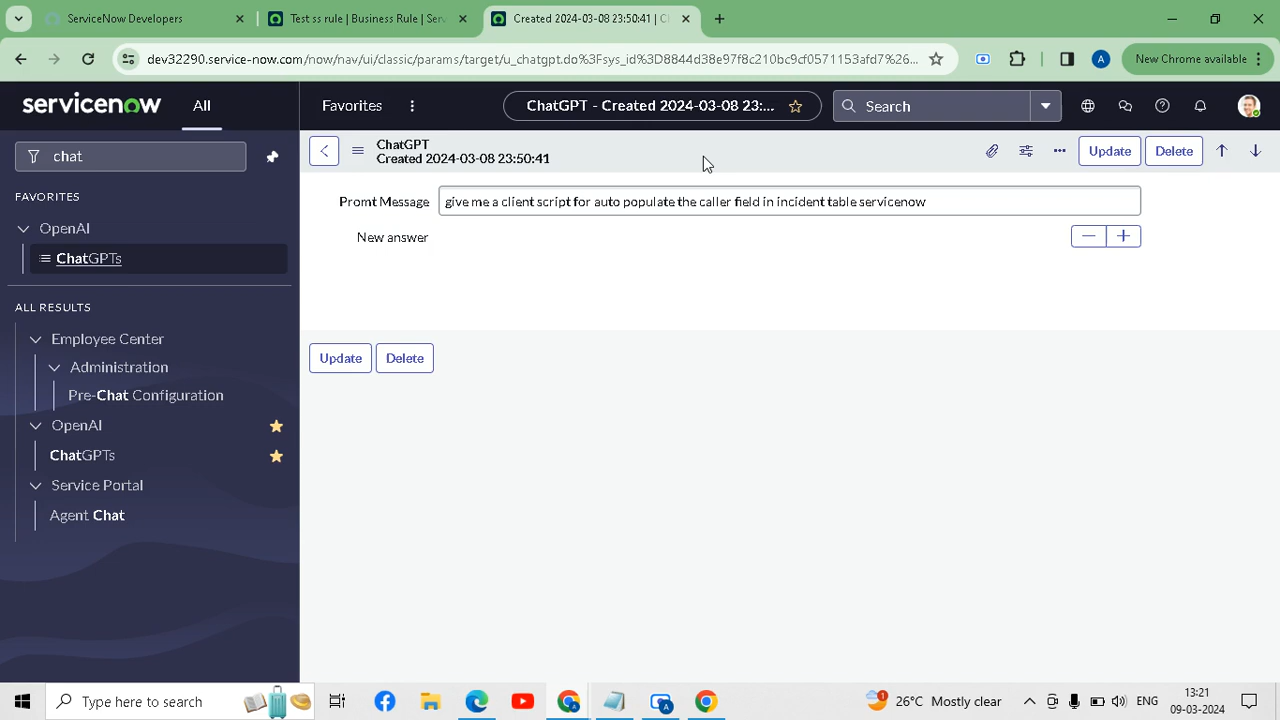 ServiceNow Developers
Test ss rule | Business Rule | Serv
Created 2024-03-08 23:50:41 | C
dev32290.service-now.com/now/nav/ui/classic/params/target/u_chatgpt.do%3Fsys_id%3D8844d38e97f8c210bc9cf0571153afd7%26...
A
New Chrome available
servicenow
All
Favorites
ChatGPT - Created 2024-03-08 23:...
Search
chat
ChatGPT
Created 2024-03-08 23:50:41
Update
Delete
FAVORITES
Promt Message
give me a client script for auto populate the caller field in incident table servicenow
OpenAI
New answer
ChatGPTs
ALL RESULTS
Employee Center
Update
Delete
Administration
Pre-Chat Configuration
OpenAI
ChatGPTs
Service Portal
Agent Chat
Type here to search
1
26°C Mostly clear
13:21
09-03-2024